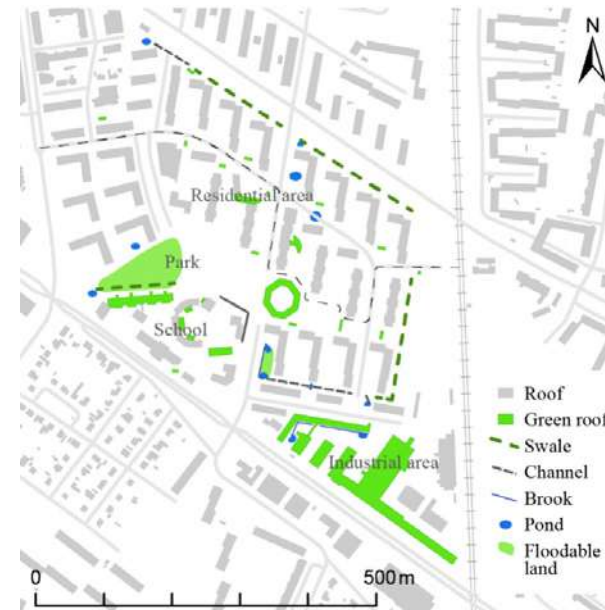 N
Residential area
Park
School
Industrial area
Roof
Green roof
Swale
Channel
Brook
Pond
Floodable
land
0
500 m